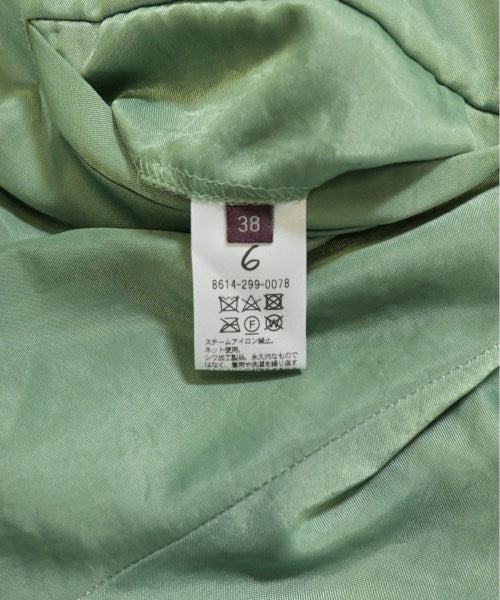 38
6
8614-299-0078
F W
スチームアイロン禁止。
ネット使用。
シワ加工製品。永久的なもので
はなく、着用や洗濯を繰り返す